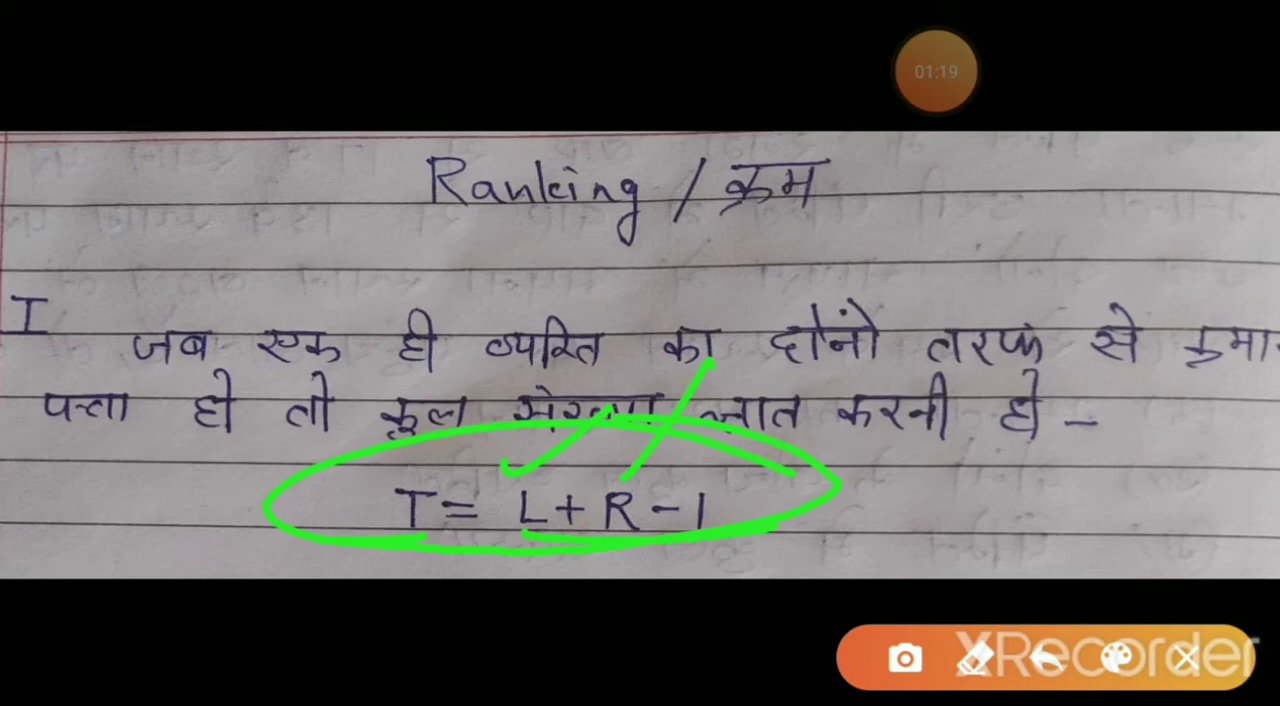 01:19
Ranking / क्रम
I
जब एक ही व्यक्ति का दोनों तरफ से क्रमा
पता हो तो कुल संख्या ज्ञात करनी हो -
T = L + R - 1
XRecorder